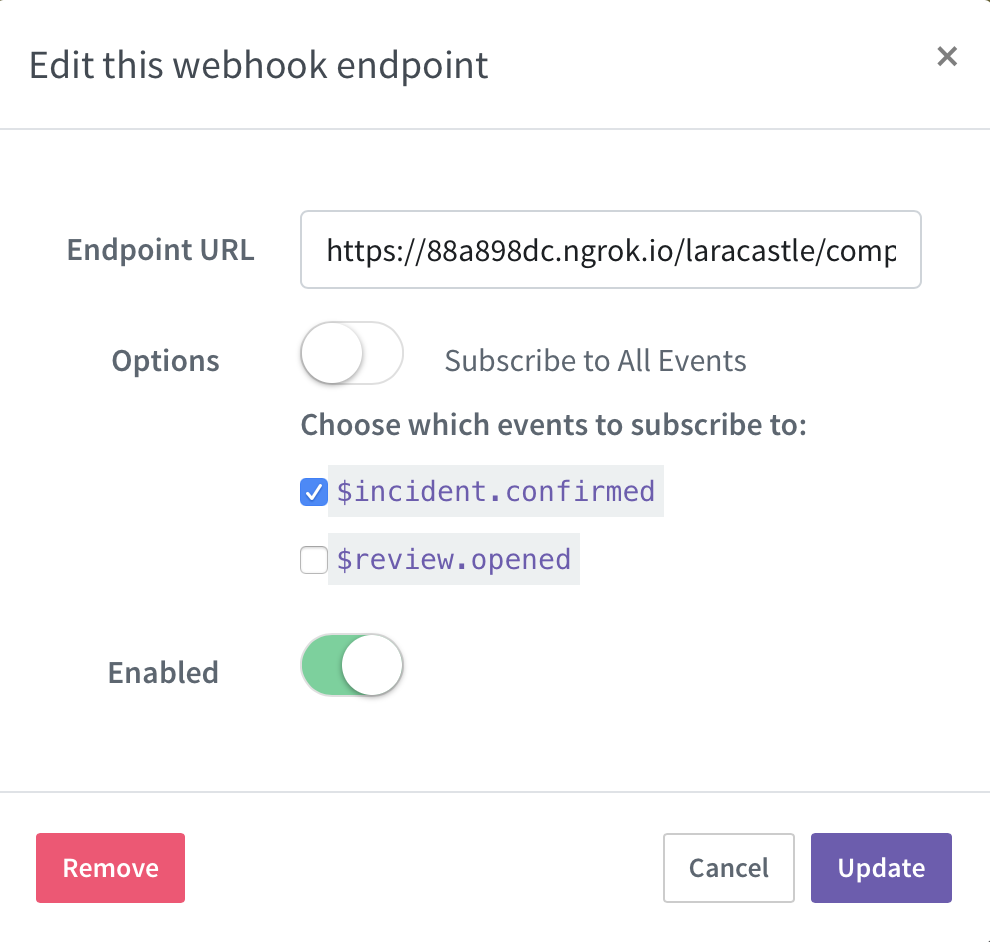 Edit this webhook endpoint
Endpoint URL https://88a898dc.ngrok.io/laracastle/comp
Options Subscribe to All Events
Choose which events to subscribe to:
$incident.confirmed
$review.opened
Enabled
Remove Cancel Update